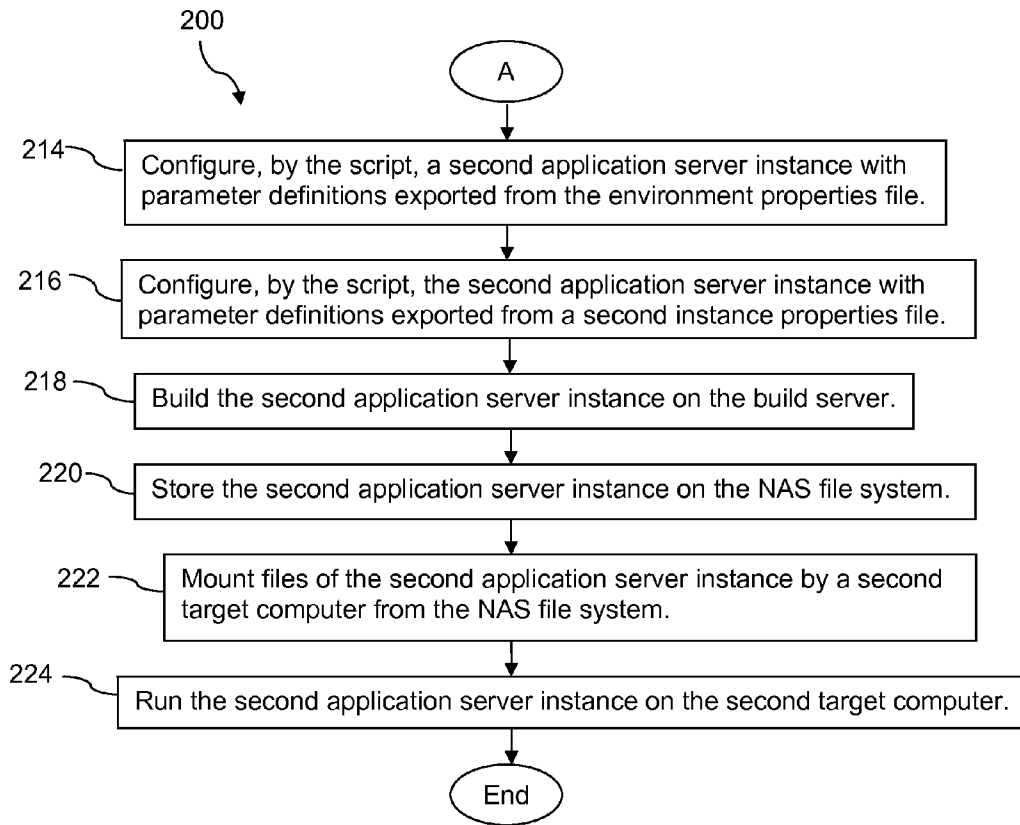 200
A
214
Configure, by the script, a second application server instance with
parameter definitions exported from the environment properties file.
216
Configure, by the script, the second application server instance with
parameter definitions exported from a second instance properties file.
218
Build the second application server instance on the build server.
220
Store the second application server instance on the NAS file system.
222
Mount files of the second application server instance by a second
target computer from the NAS file system.
224
Run the second application server instance on the second target computer.
End